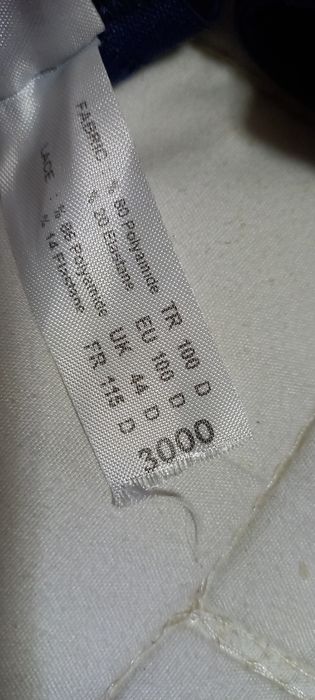 FABRIC : % 80 Polyamide
% 20 Elastane
LACE : % 86 Polyamide
% 14 Elastane
TR 100 D
EU 100 D
UK 44 D
FR 115 D
3000